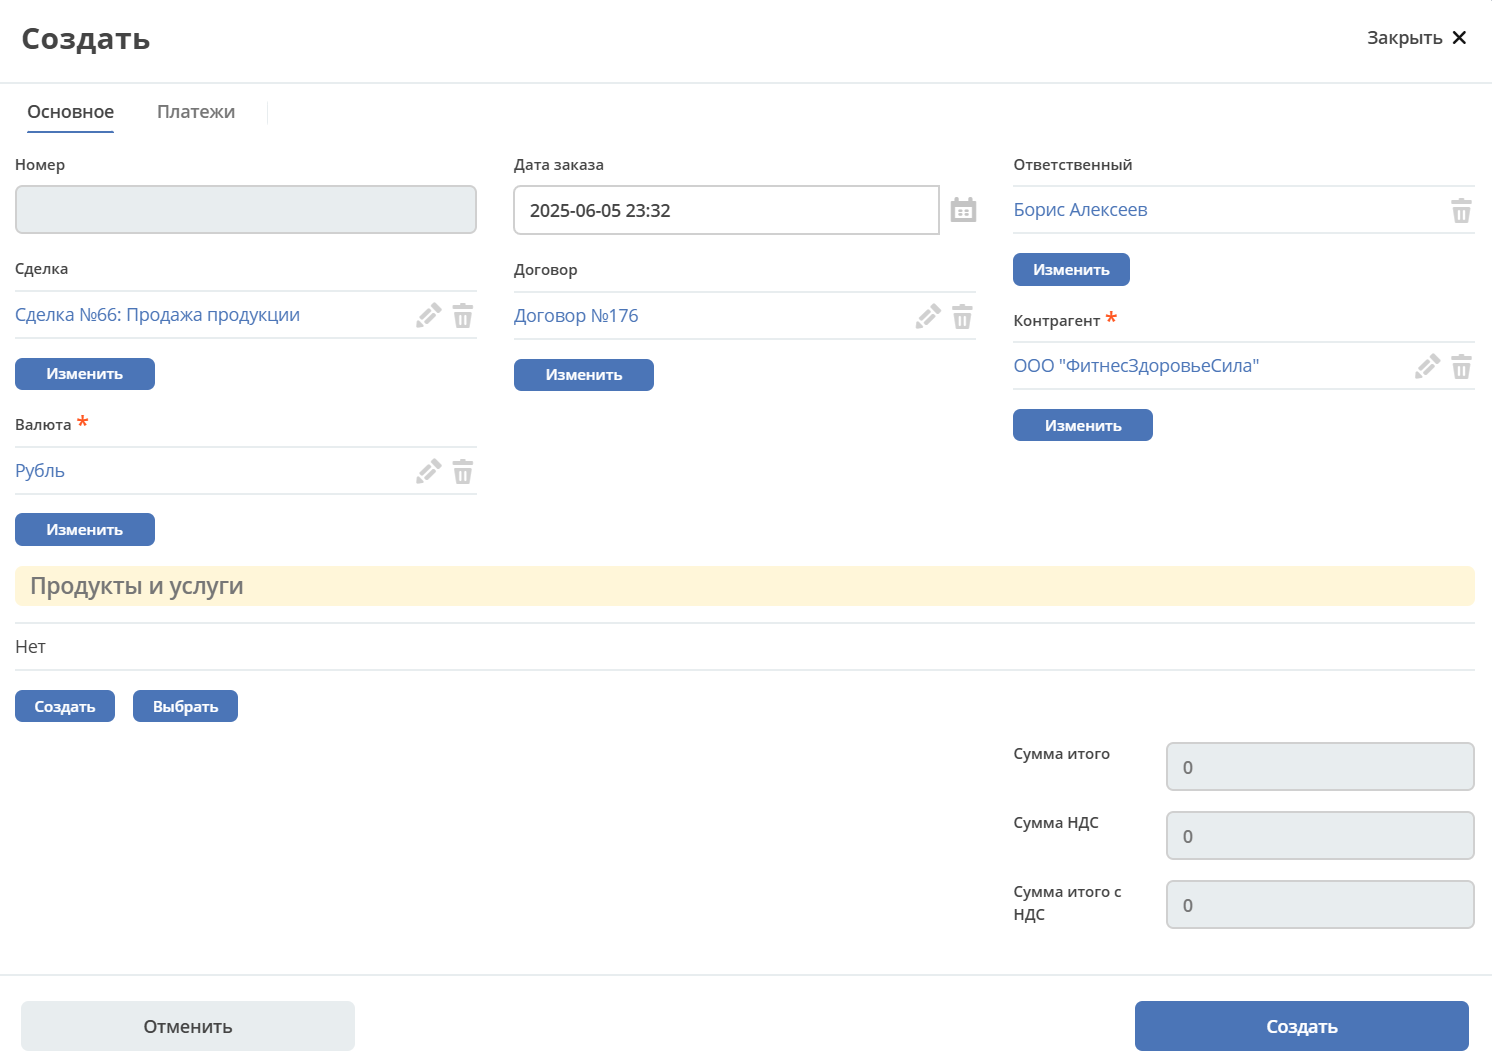 Создать
Закрыть
Основное
Платежи
Номер
Дата заказа
2025-06-05 23:32
Ответственный
Борис Алексеев
Изменить
Сделка
Сделка №66: Продажа продукции
Изменить
Договор
Договор №176
Изменить
Контрагент *
ООО "ФитнесЗдоровьеСила"
Изменить
Валюта *
Рубль
Изменить
Продукты и услуги
Нет
Создать
Выбрать
Сумма итого
0
Сумма НДС
0
Сумма итого с
НДС
0
Отменить
Создать